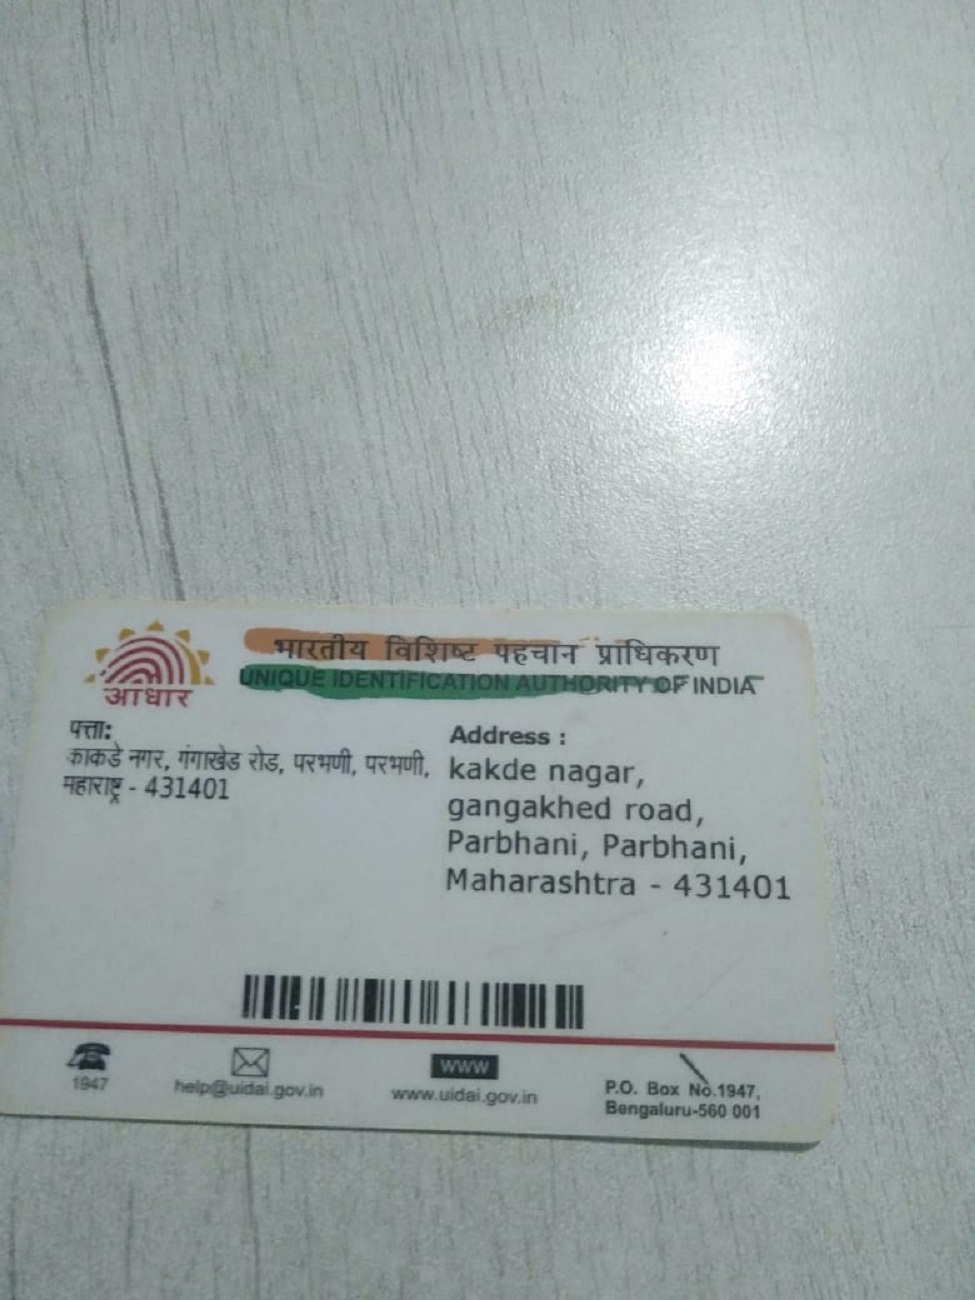 भारतीय विशिष्ट पहचान प्राधिकरण
UNIQUE IDENTIFICATION AUTHORITY OF INDIA
आधार
पत्ता:
काकडे नगर, गंगाखेड रोड, परभणी, परभणी,
महाराष्ट्र - 431401
Address :
kakde nagar,
gangakhed road,
Parbhani, Parbhani,
Maharashtra - 431401
1947
help@uidai.gov.in
WWW
www.uidai.gov.in
P.O. Box No.1947,
Bengaluru-560 001